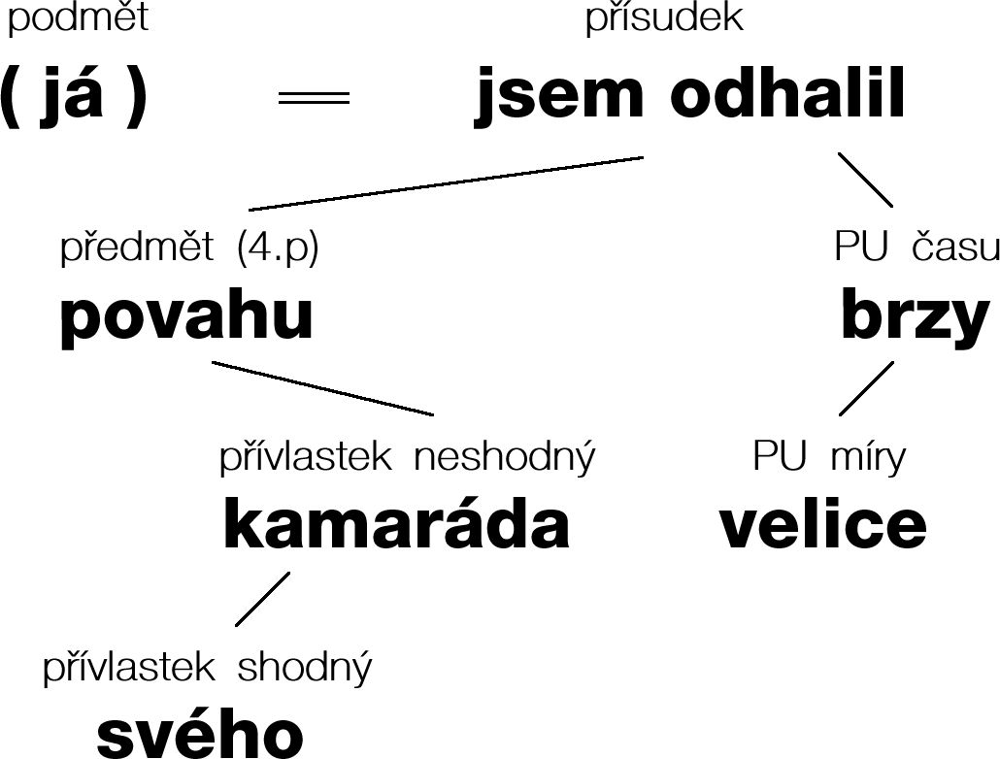 podmět přísudek
( já ) jsem odhalil
předmět (4.p) PU času
povahu brzy
přívlastek neshodný PU míry
kamaráda velice
přívlastek shodný
svého